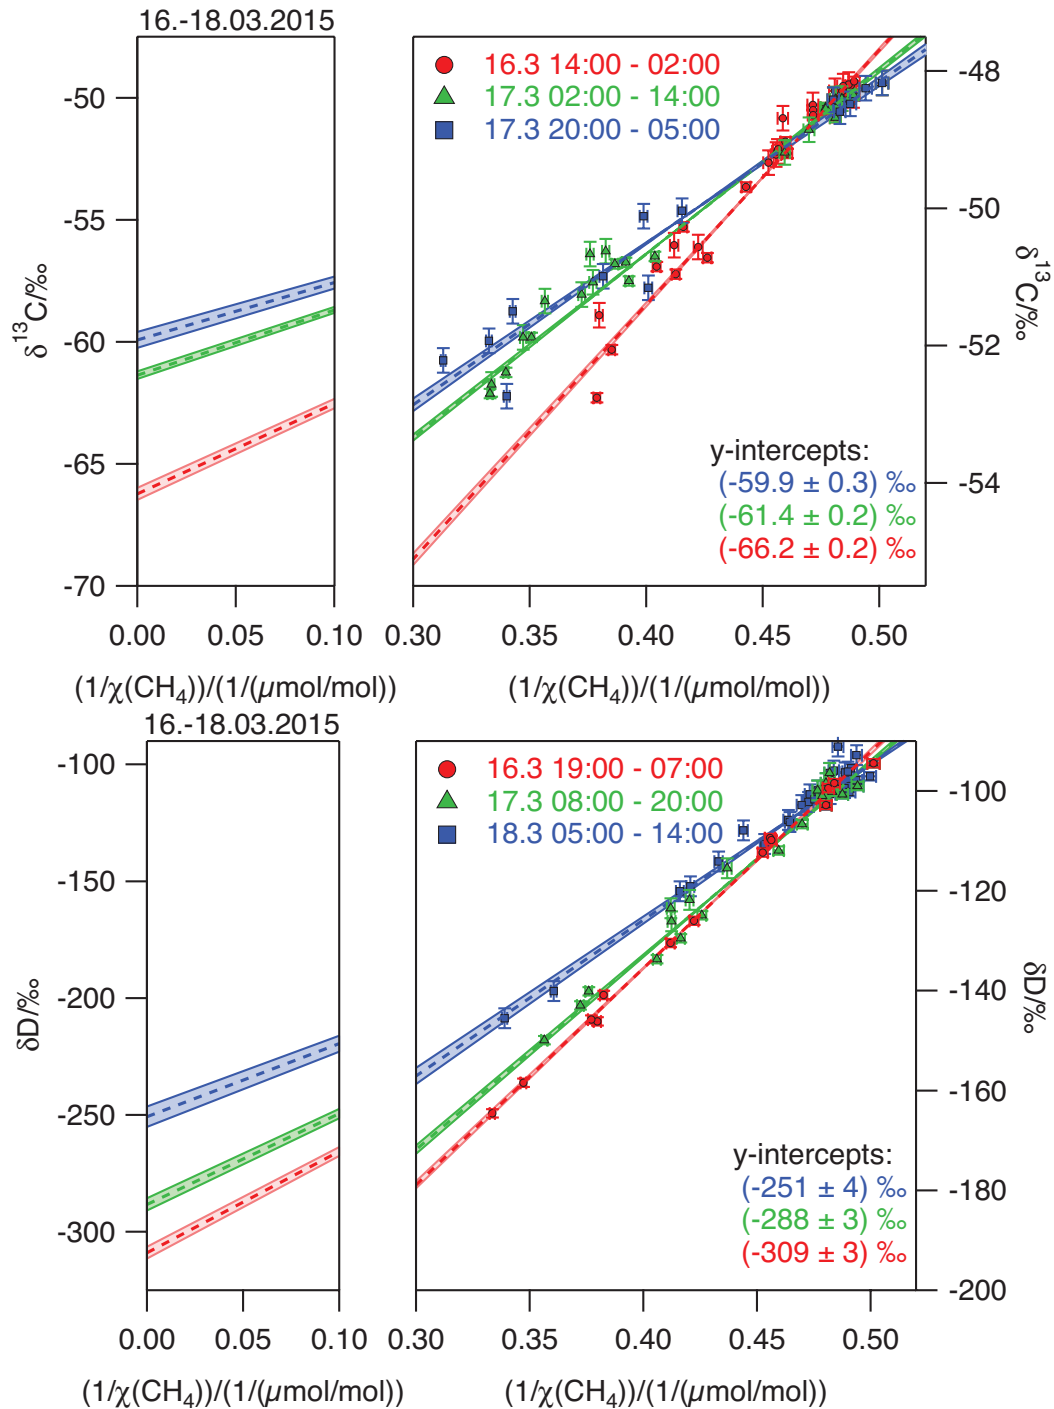 16.-18.03.2015
-50
-55
-60
-65
-70
δ¹³C/‰
0.00 0.05 0.10
(1/χ(CH₄))/(1/(μmol/mol))
16.3 14:00 - 02:00
17.3 02:00 - 14:00
17.3 20:00 - 05:00
y-intercepts:
(-59.9 ± 0.3) ‰
(-61.4 ± 0.2) ‰
(-66.2 ± 0.2) ‰
-48
-50
-52
-54
δ¹³C/‰
0.30 0.35 0.40 0.45 0.50
(1/χ(CH₄))/(1/(μmol/mol))
16.-18.03.2015
-100
-150
-200
-250
-300
δD/‰
0.00 0.05 0.10
(1/χ(CH₄))/(1/(μmol/mol))
16.3 19:00 - 07:00
17.3 08:00 - 20:00
18.3 05:00 - 14:00
y-intercepts:
(-251 ± 4) ‰
(-288 ± 3) ‰
(-309 ± 3) ‰
-100
-120
-140
-160
-180
-200
δD/‰
0.30 0.35 0.40 0.45 0.50
(1/χ(CH₄))/(1/(μmol/mol))